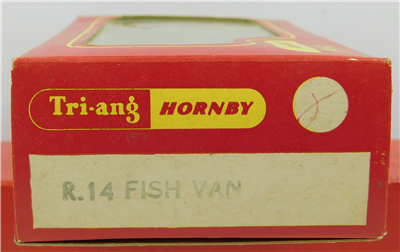 Tri-ang HORNBY
R.14 FISH VAN